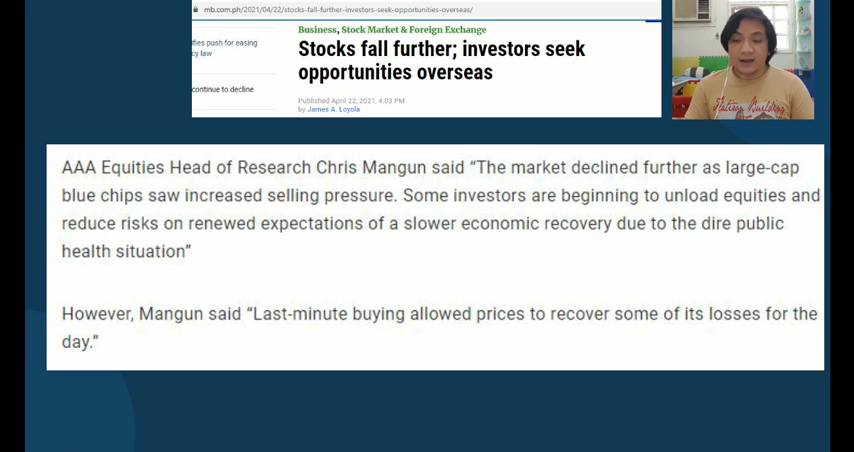 mb.com.ph/2021/04/22/stocks-fall-further-investors-seek-opportunities-overseas/
Business, Stock Market & Foreign Exchange
Stocks fall further; investors seek
opportunities overseas
Published April 22, 2021, 4:03 PM
by James A. Loyola
ifies push for easing
cy law
continue to decline
Flatiron Building
AAA Equities Head of Research Chris Mangun said “The market declined further as large-cap
blue chips saw increased selling pressure. Some investors are beginning to unload equities and
reduce risks on renewed expectations of a slower economic recovery due to the dire public
health situation”
However, Mangun said “Last-minute buying allowed prices to recover some of its losses for the
day.”